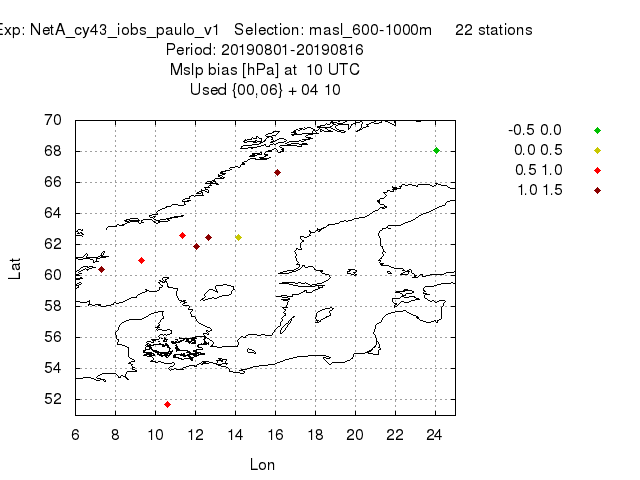 Exp: NetA_cy43_iobs_paulo_v1 Selection: masl_600-1000m 22 stations
Period: 20190801-20190816
Mslp bias [hPa] at 10 UTC
Used {00,06} + 04 10
70
68
66
64
62
60
58
56
54
52
Lat
6 8 10 12 14 16 18 20 22 24
Lon
-0.5 0.0
0.0 0.5
0.5 1.0
1.0 1.5